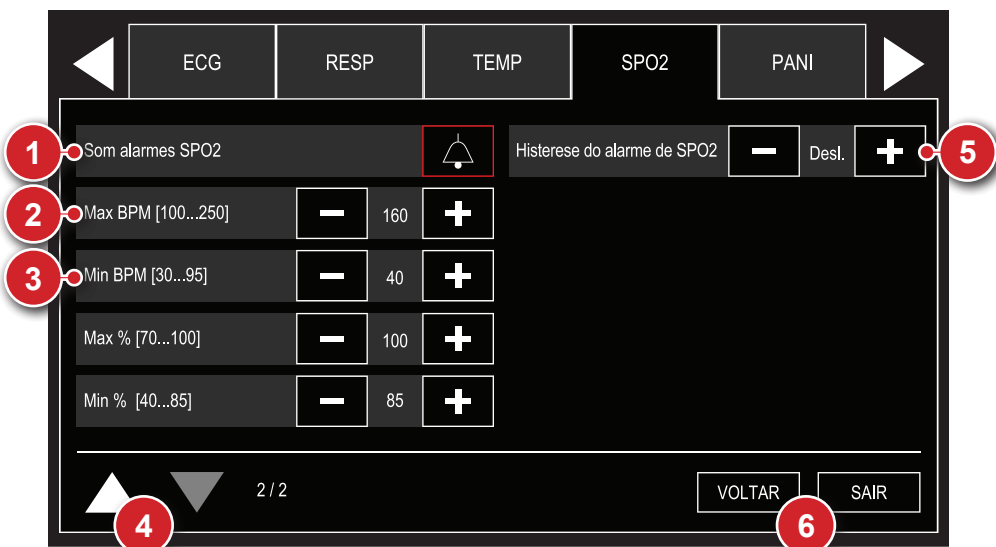 ECG RESP TEMP SPO2 PANI
1 Som alarmes SPO2 Histerese do alarme de SPO2 Desl. 5
2 Max BPM [100...250] 160
3 Min BPM [30...95] 40
Max % [70...100] 100
Min % [40...85] 85
2 / 2 VOLTAR SAIR
4 6